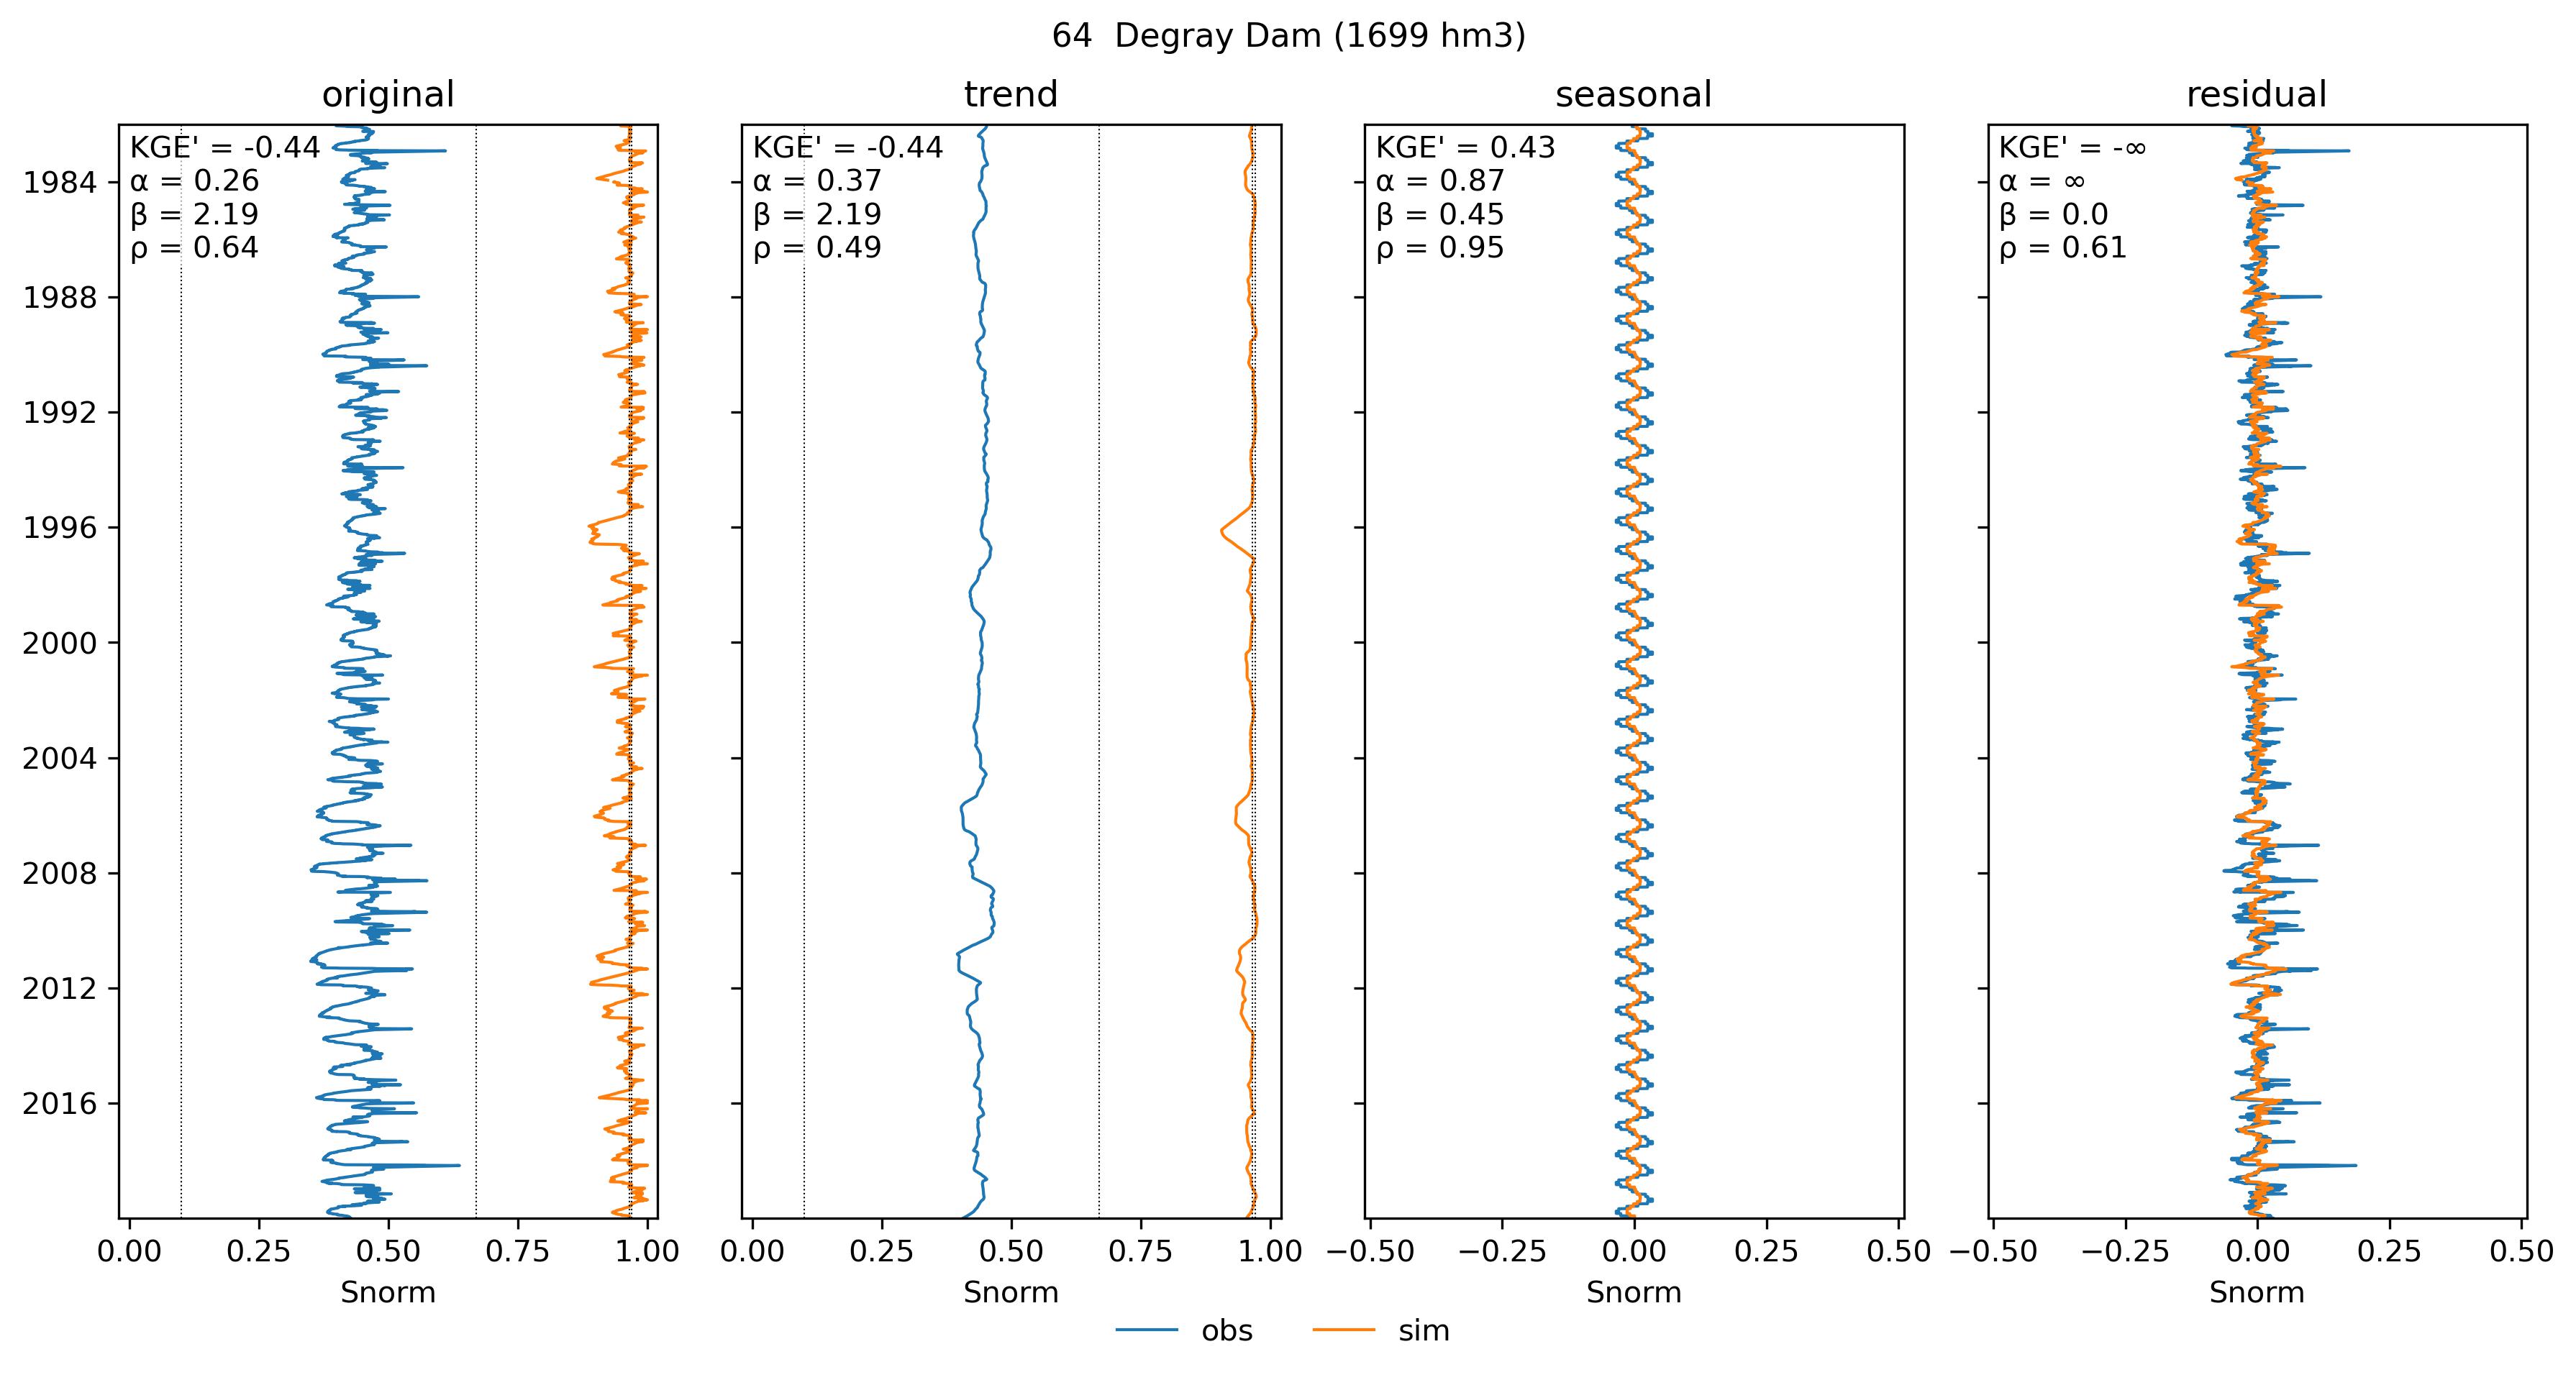 64  Degray Dam (1699 hm3)
original
trend
seasonal
residual
KGE' = -0.44
α = 0.26
β = 2.19
ρ = 0.64
KGE' = -0.44
α = 0.37
β = 2.19
ρ = 0.49
KGE' = 0.43
α = 0.87
β = 0.45
ρ = 0.95
KGE' = -∞
α = ∞
β = 0.0
ρ = 0.61
1984
1988
1992
1996
2000
2004
2008
2012
2016
0.00 0.25 0.50 0.75 1.00
0.00 0.25 0.50 0.75 1.00
−0.50 −0.25 0.00 0.25 0.50
−0.50 −0.25 0.00 0.25 0.50
Snorm
Snorm
Snorm
Snorm
obs sim